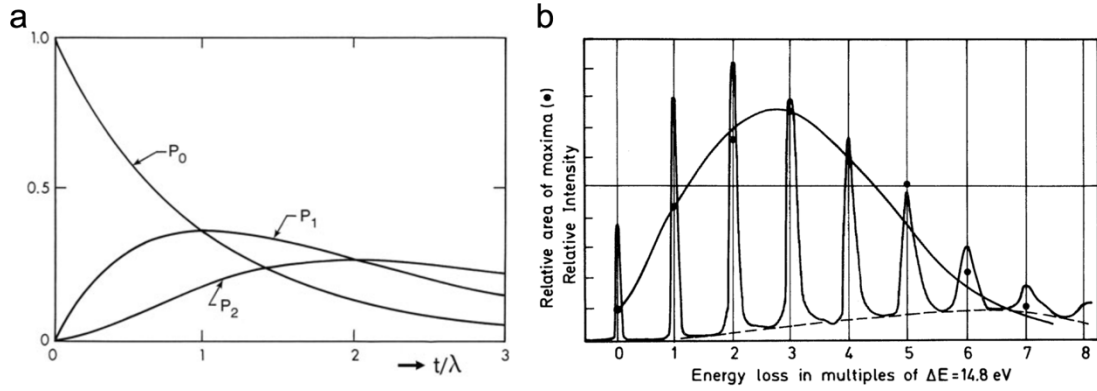 a
1.0
0.5
0
P₀
P₁
P₂
0
1
2
3
t/λ
b
Relative area of maxima (•)
Relative Intensity
0 1 2 3 4 5 6 7 8
Energy loss in multiples of ΔE = 14.8 eV